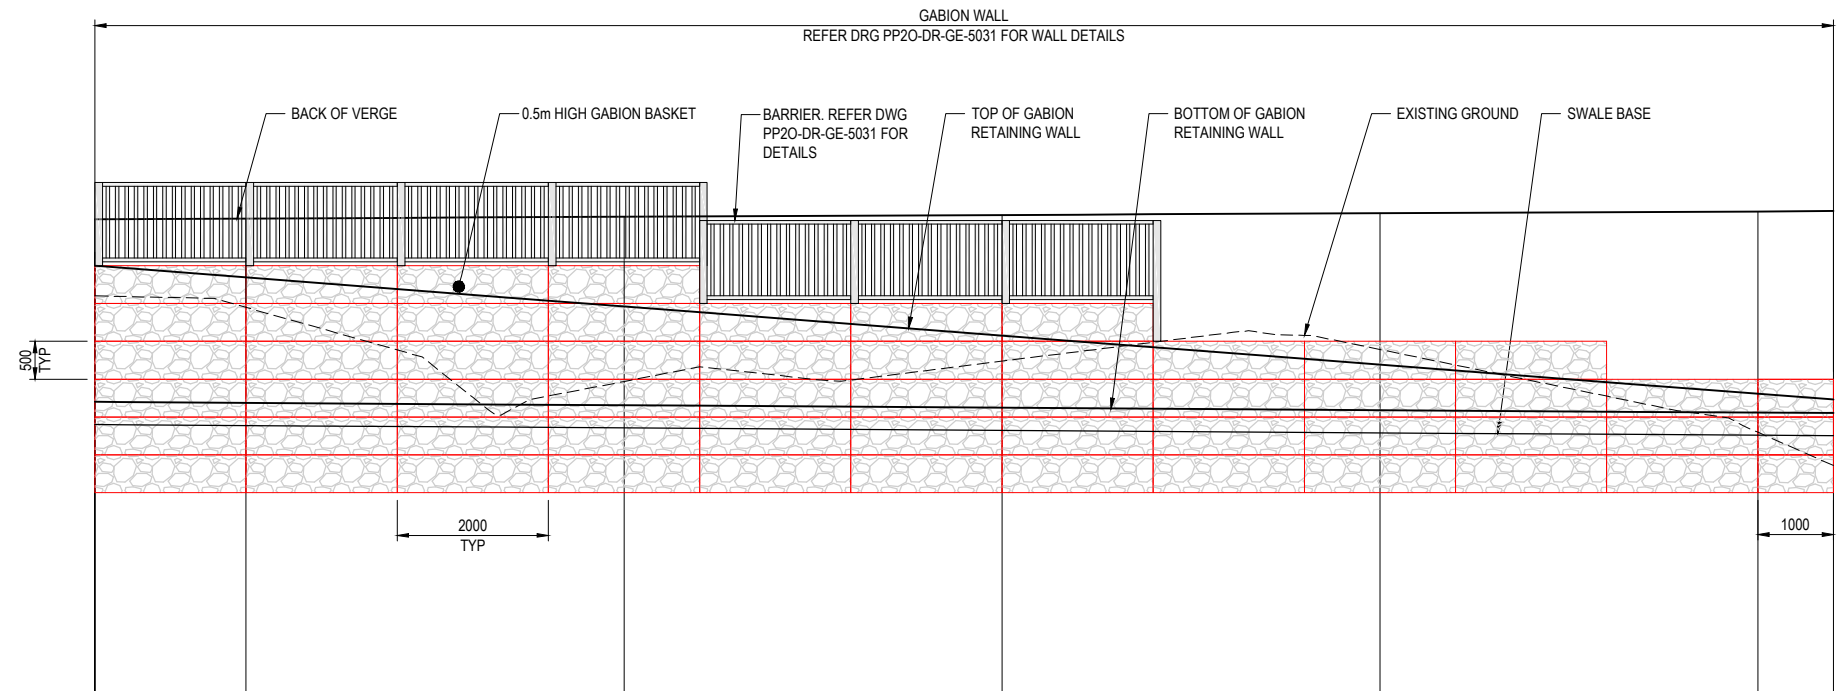 GABION WALL
REFER DRG PP2O-DR-GE-5031 FOR WALL DETAILS
BACK OF VERGE
0.5m HIGH GABION BASKET
BARRIER. REFER DWG
PP2O-DR-GE-5031 FOR
DETAILS
TOP OF GABION
RETAINING WALL
BOTTOM OF GABION
RETAINING WALL
EXISTING GROUND
SWALE BASE
500
TYP
2000
TYP
1000